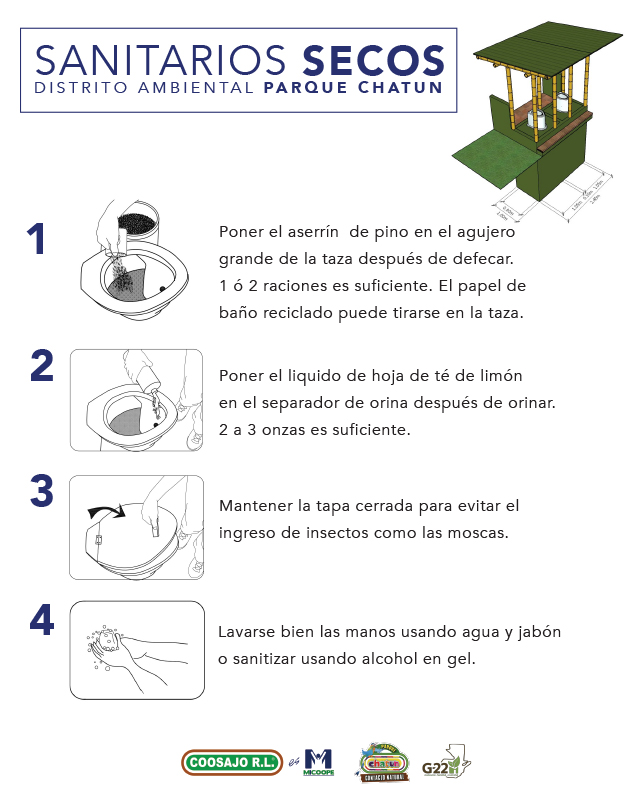 SANITARIOS SECOS
DISTRITO AMBIENTAL PARQUE CHATUN
1
Poner el aserrín de pino en el agujero
grande de la taza después de defecar.
1 ó 2 raciones es suficiente. El papel de
baño reciclado puede tirarse en la taza.
2
Poner el liquido de hoja de té de limón
en el separador de orina después de orinar.
2 a 3 onzas es suficiente.
3
Mantener la tapa cerrada para evitar el
ingreso de insectos como las moscas.
4
Lavarse bien las manos usando agua y jabón
o sanitizar usando alcohol en gel.
COOSAJO R.L.
es
MICOOPE
chatun
CONTACTO NATURAL
G22